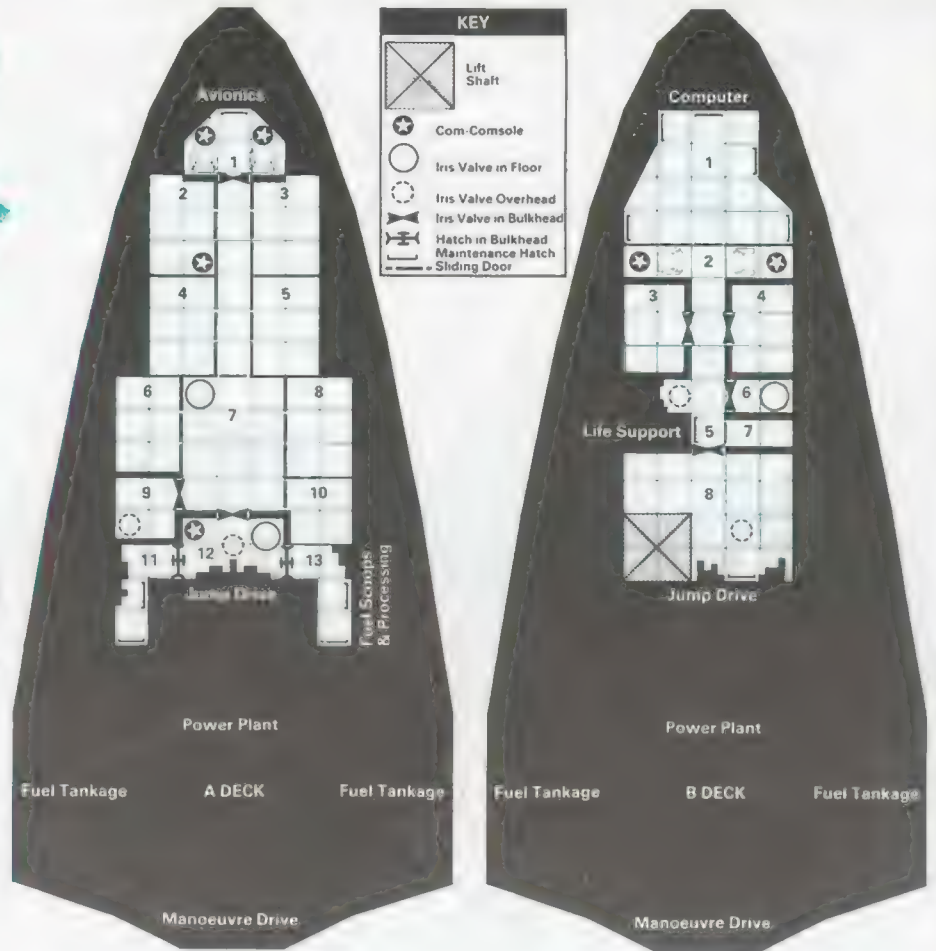 KEY
Lift
Shaft
Com-Comsole
Iris Valve in Floor
Iris Valve Overhead
Iris Valve in Bulkhead
Hatch in Bulkhead
Maintenance Hatch
Sliding Door
Avionics
1
2
3
4
5
6
7
8
9
10
11
12
13
Jump Drive
Fuel Scoops
& Processing
Power Plant
Fuel Tankage
A DECK
Fuel Tankage
Manoeuvre Drive
Computer
1
2
3
4
6
Life Support
5
7
8
Jump Drive
Power Plant
Fuel Tankage
B DECK
Fuel Tankage
Manoeuvre Drive